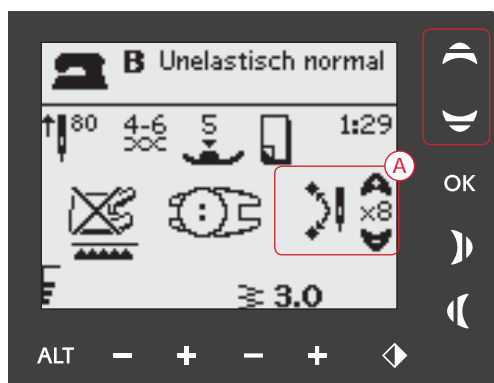 B Unelastisch normal
80 4-6 5 1:29
A
x8
3.0
OK
ALT - + - +